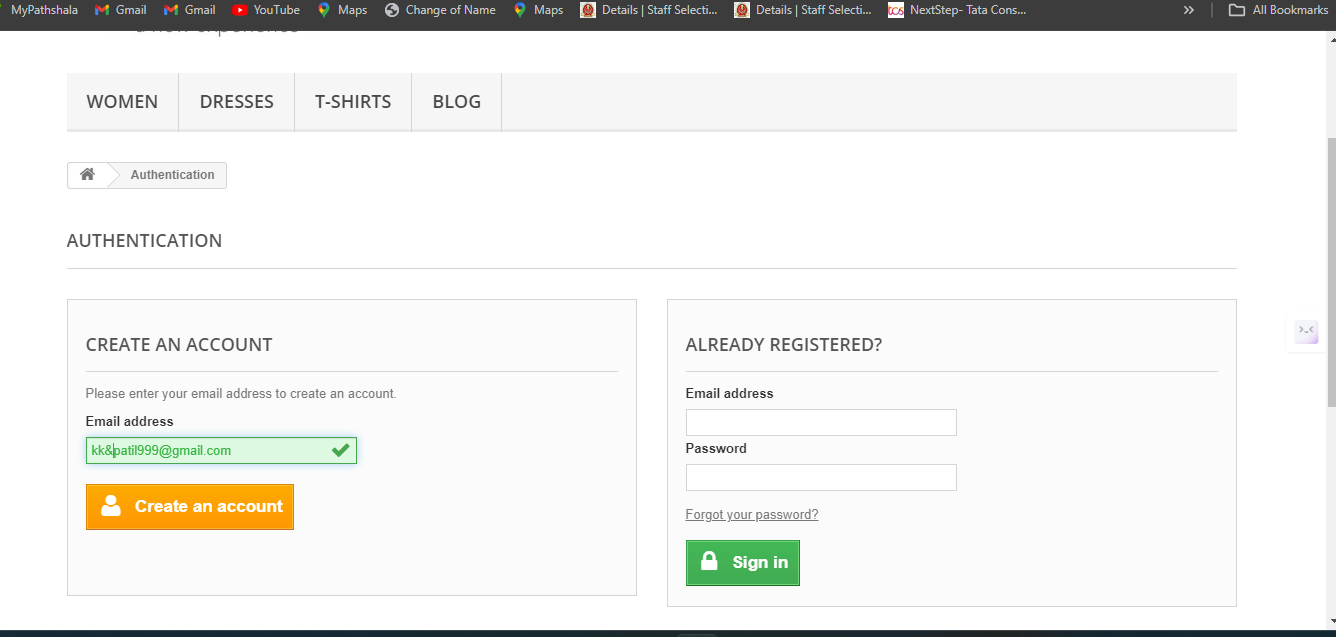 MyPathshala Gmail Gmail YouTube Maps Change of Name Maps Details | Staff Selecti... Details | Staff Selecti... tcs NextStep- Tata Cons... » All Bookmarks
a new experience
WOMEN DRESSES T-SHIRTS BLOG
Authentication
AUTHENTICATION
CREATE AN ACCOUNT
Please enter your email address to create an account.
Email address
kk&patil999@gmail.com
Create an account
ALREADY REGISTERED?
Email address
Password
Forgot your password?
Sign in